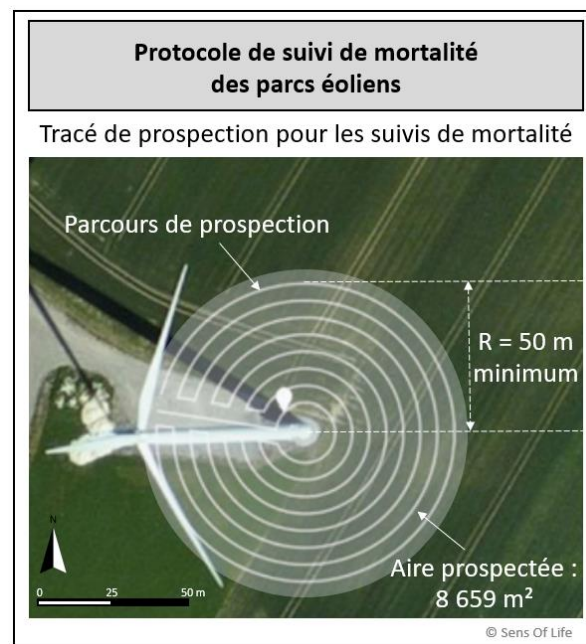 Protocole de suivi de mortalité
des parcs éoliens
Tracé de prospection pour les suivis de mortalité
Parcours de prospection
R = 50 m
minimum
Aire prospectée :
8 659 m²
N
0 25 50 m
© Sens Of Life